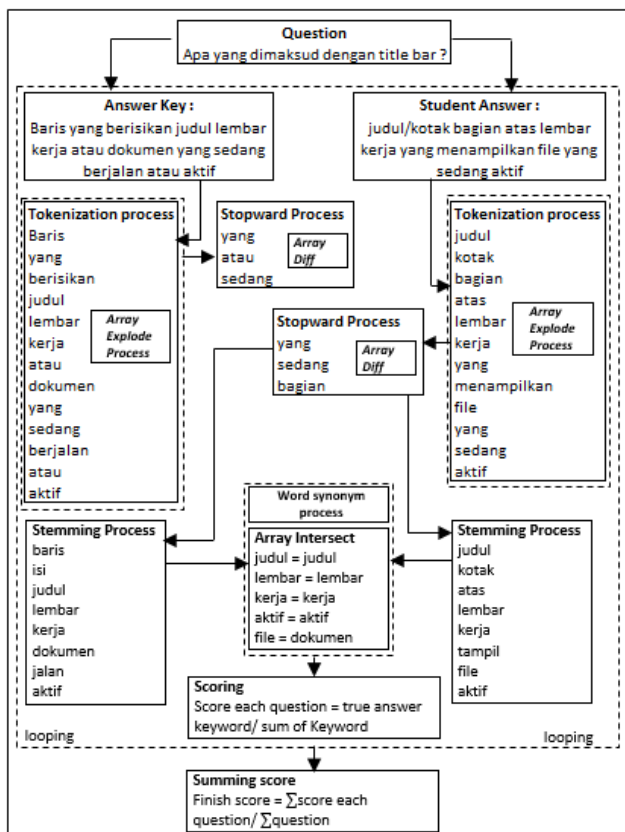 Question
Apa yang dimaksud dengan title bar ?
Answer Key :
Baris yang berisikan judul lembar
kerja atau dokumen yang sedang
berjalan atau aktif
Student Answer :
judul/kotak bagian atas lembar
kerja yang menampilkan file yang
sedang aktif
Tokenization process
Baris
yang
berisikan
judul
lembar
kerja
atau
dokumen
yang
sedang
berjalan
atau
aktif
Array
Explode
Process
Stopward Process
yang
atau
sedang
Array
Diff
Tokenization process
judul
kotak
bagian
atas
lembar
kerja
yang
menampilkan
file
yang
sedang
aktif
Array
Explode
Process
Stopward Process
yang
sedang
bagian
Array
Diff
Stemming Process
baris
isi
judul
lembar
kerja
dokumen
jalan
aktif
Word synonym
process
Array Intersect
judul = judul
lembar = lembar
kerja = kerja
aktif = aktif
file = dokumen
Stemming Process
judul
kotak
atas
lembar
kerja
tampil
file
aktif
Scoring
Score each question = true answer
keyword/ sum of Keyword
looping
looping
Summing score
Finish score = ∑score each
question/ ∑question